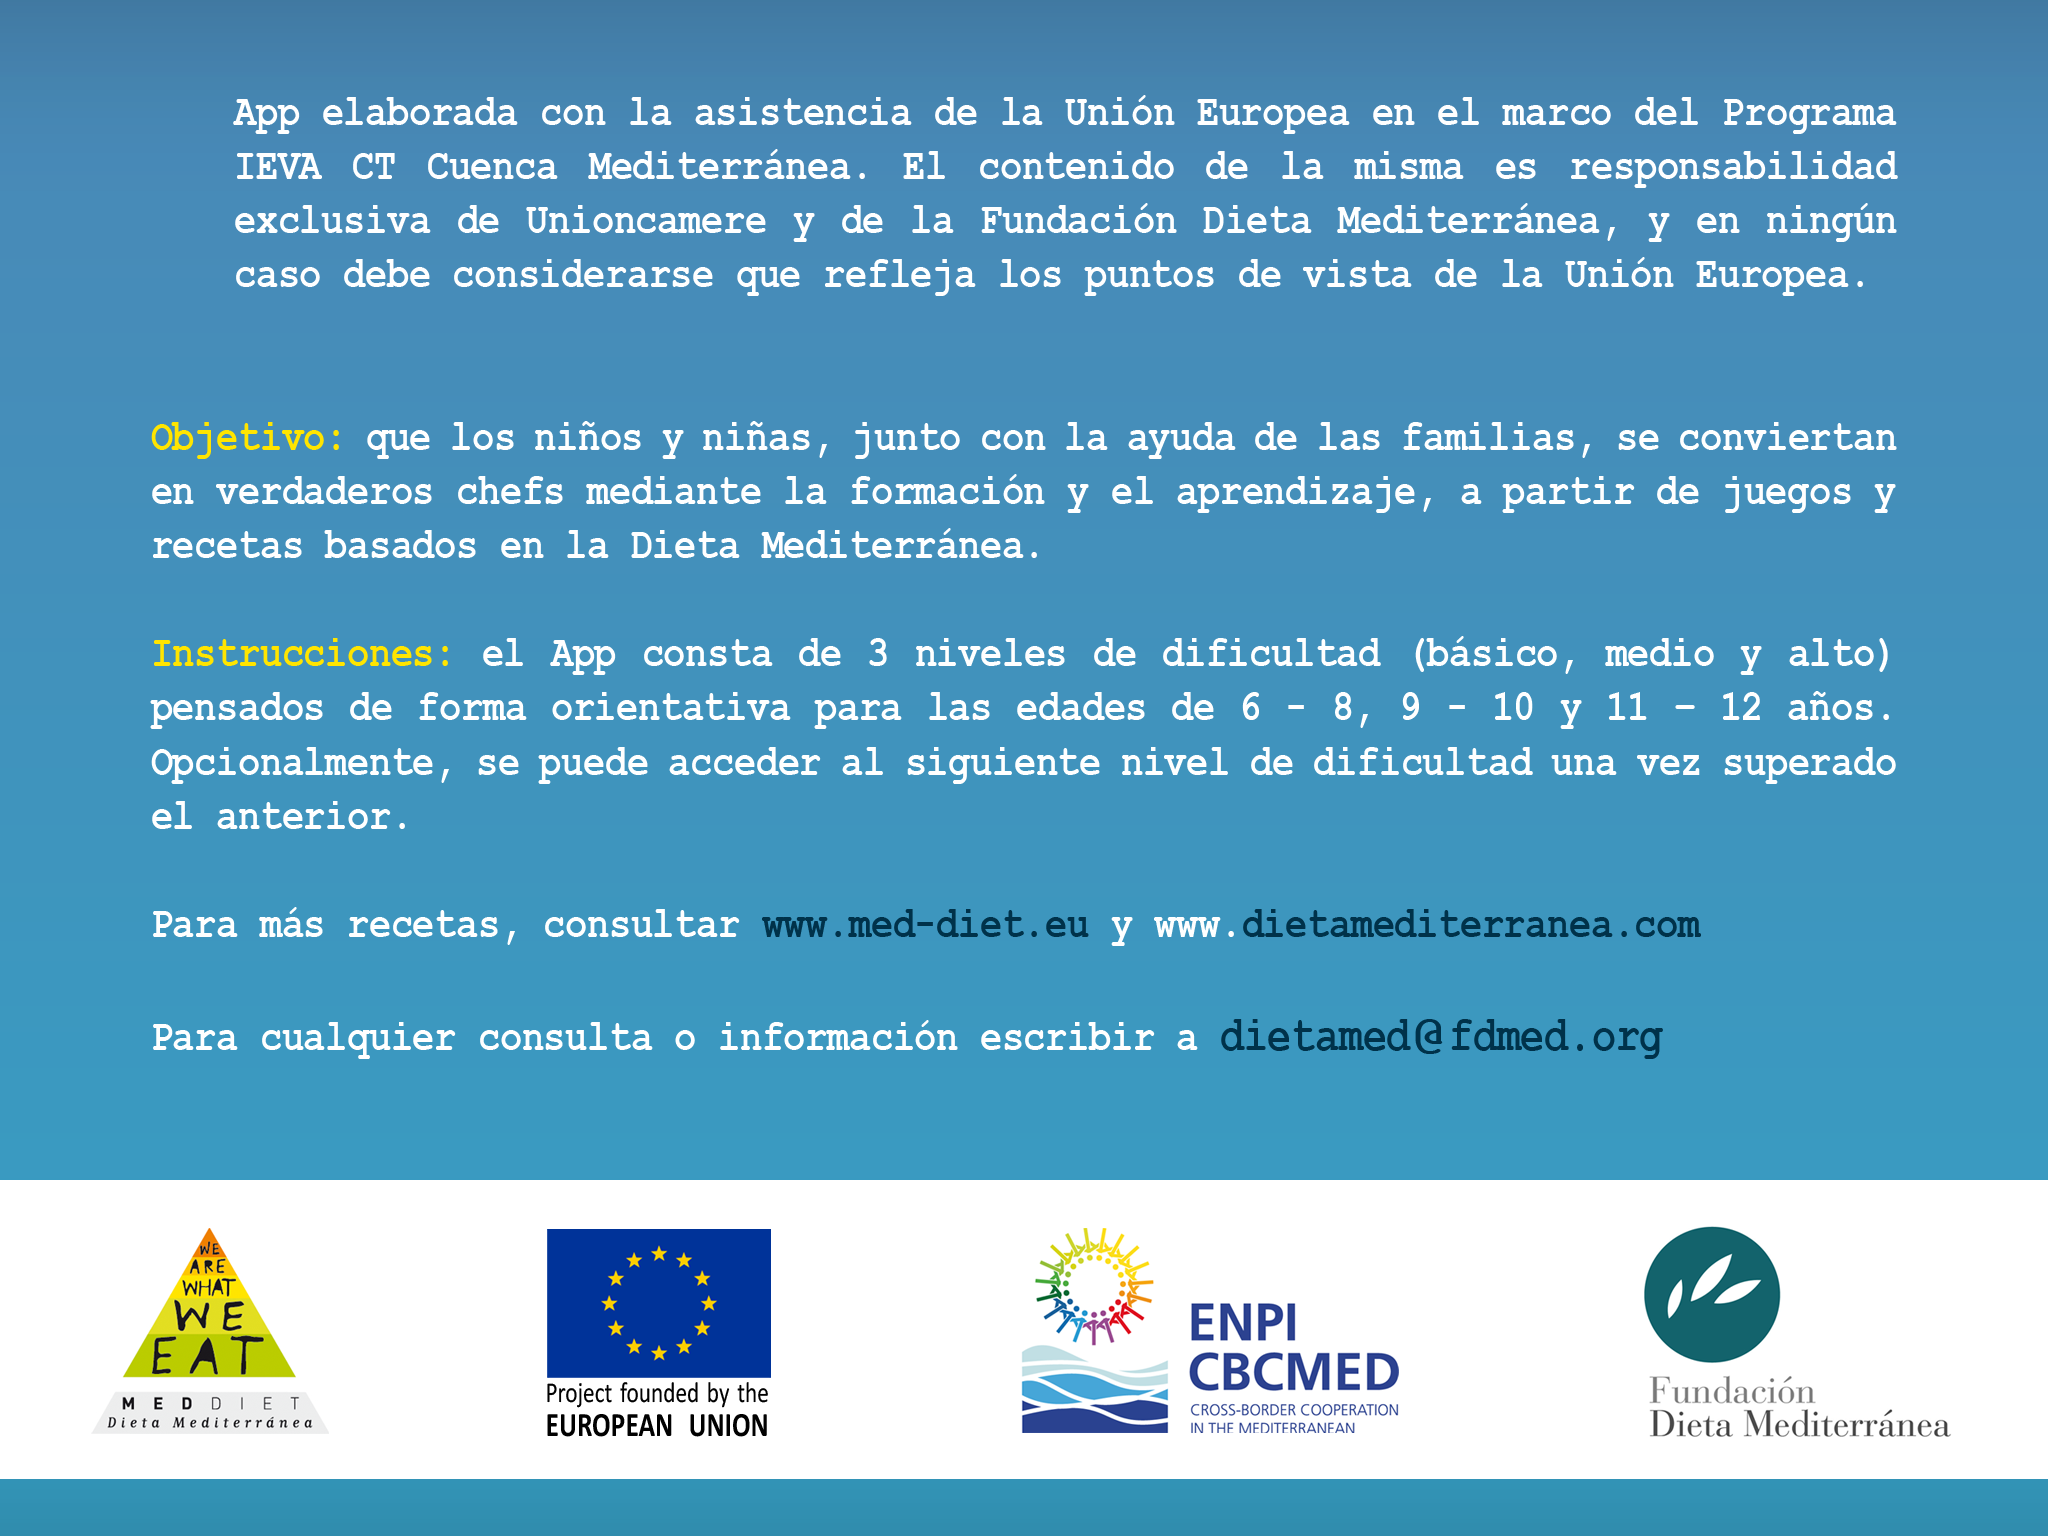 App elaborada con la asistencia de la Unión Europea en el marco del Programa
IEVA CT Cuenca Mediterránea. El contenido de la misma es responsabilidad
exclusiva de Unioncamere y de la Fundación Dieta Mediterránea, y en ningún
caso debe considerarse que refleja los puntos de vista de la Unión Europea.
Objetivo: que los niños y niñas, junto con la ayuda de las familias, se conviertan
en verdaderos chefs mediante la formación y el aprendizaje, a partir de juegos y
recetas basados en la Dieta Mediterránea.
Instrucciones: el App consta de 3 niveles de dificultad (básico, medio y alto)
pensados de forma orientativa para las edades de 6 - 8, 9 - 10 y 11 – 12 años.
Opcionalmente, se puede acceder al siguiente nivel de dificultad una vez superado
el anterior.
Para más recetas, consultar www.med-diet.eu y www.dietamediterranea.com
Para cualquier consulta o información escribir a dietamed@fdmed.org
WE
ARE
WHAT
WE
EAT
MED DIET
Dieta Mediterránea
Project founded by the
EUROPEAN UNION
ENPI
CBCMED
CROSS-BORDER COOPERATION
IN THE MEDITERRANEAN
Fundación
Dieta Mediterránea